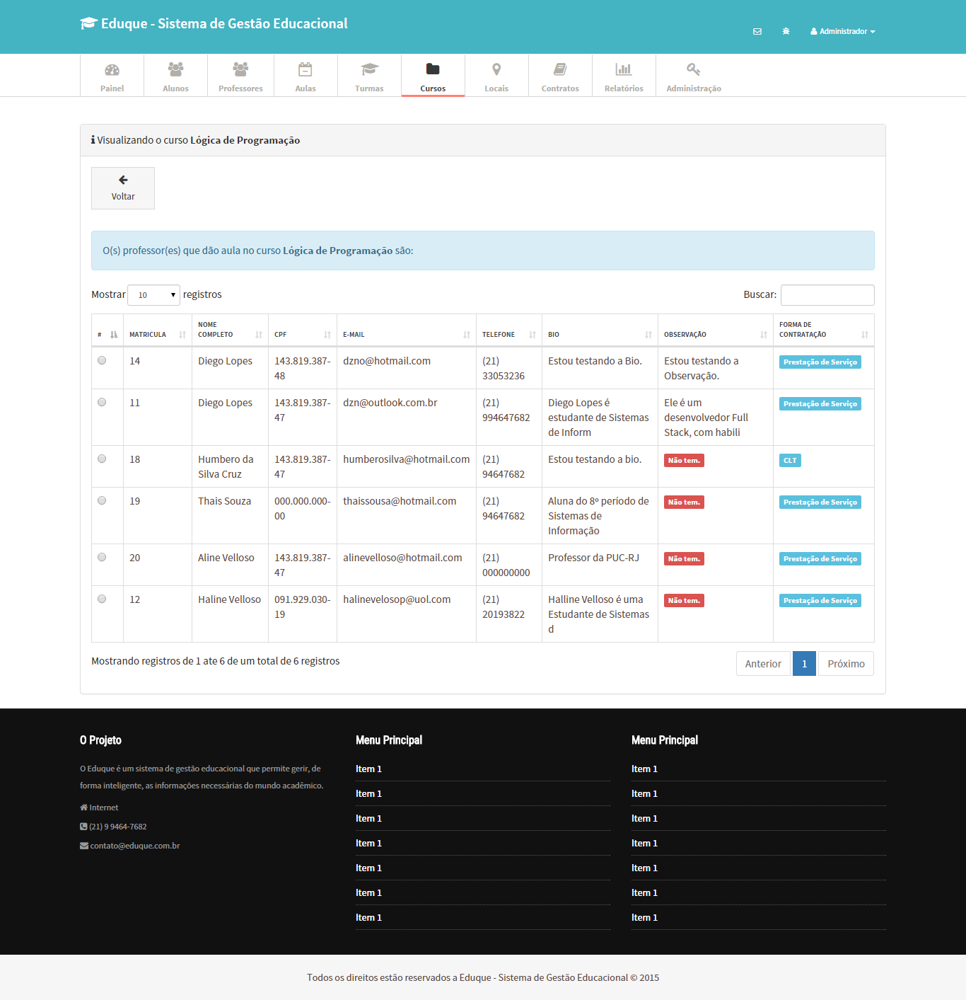 Eduque - Sistema de Gestão Educacional
Administrador
Painel
Alunos
Professores
Aulas
Turmas
Cursos
Locais
Contratos
Relatórios
Administração
Visualizando o curso Lógica de Programação
Voltar
O(s) professor(es) que dão aula no curso Lógica de Programação são:
Mostrar 10 registros
Buscar:
# MATRICULA NOME COMPLETO CPF E-MAIL TELEFONE BIO OBSERVAÇÃO FORMA DE CONTRATAÇÃO
14 Diego Lopes 143.819.387-48 dzno@hotmail.com (21) 33053236 Estou testando a Bio. Estou testando a Observação. Prestação de Serviço
11 Diego Lopes 143.819.387-47 dzn@outlook.com.br (21) 994647682 Diego Lopes é estudante de Sistemas de Inform Ele é um desenvolvedor Full Stack, com habili Prestação de Serviço
18 Humbero da Silva Cruz 143.819.387-47 humberosilva@hotmail.com (21) 94647682 Estou testando a bio. Não tem. CLT
19 Thais Souza 000.000.000-00 thaissousa@hotmail.com (21) 94647682 Aluna do 8º período de Sistemas de Informação Não tem. Prestação de Serviço
20 Aline Velloso 143.819.387-47 alinevelloso@hotmail.com (21) 000000000 Professor da PUC-RJ Não tem. Prestação de Serviço
12 Haline Velloso 091.929.030-19 halinevelosop@uol.com (21) 20193822 Halline Velloso é uma Estudante de Sistemas d Não tem. Prestação de Serviço
Mostrando registros de 1 ate 6 de um total de 6 registros
Anterior 1 Próximo
O Projeto
O Eduque é um sistema de gestão educacional que permite gerir, de
forma inteligente, as informações necessárias do mundo acadêmico.
Internet
(21) 9 9464-7682
contato@eduque.com.br
Menu Principal
Item 1
Item 1
Item 1
Item 1
Item 1
Item 1
Item 1
Menu Principal
Item 1
Item 1
Item 1
Item 1
Item 1
Item 1
Item 1
Todos os direitos estão reservados a Eduque - Sistema de Gestão Educacional © 2015